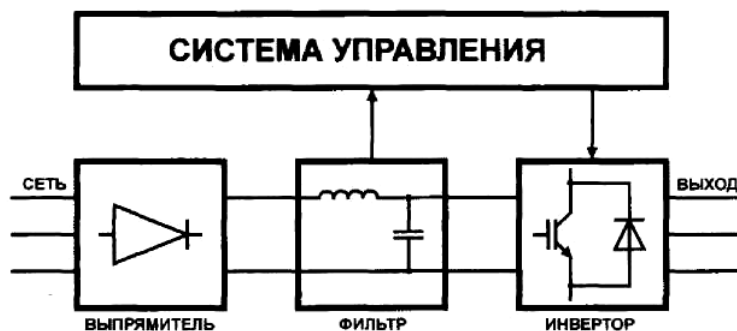 СИСТЕМА УПРАВЛЕНИЯ
СЕТЬ
ВЫХОД
ВЫПРЯМИТЕЛЬ
ФИЛЬТР
ИНВЕРТОР